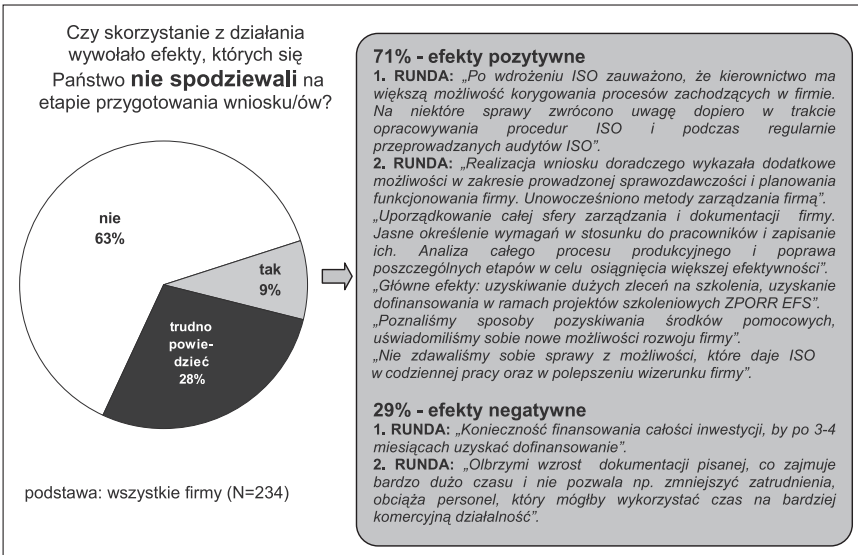 Czy skorzystanie z działania
wywołało efekty, których się
Państwo nie spodziewali na
etapie przygotowania wniosku/ów?
nie
63%
tak
9%
trudno
powie-
dzieć
28%
podstawa: wszystkie firmy (N=234)
71% - efekty pozytywne
1. RUNDA: „Po wdrożeniu ISO zauważono, że kierownictwo ma
większą możliwość korygowania procesów zachodzących w firmie.
Na niektóre sprawy zwrócono uwagę dopiero w trakcie
opracowywania procedur ISO i podczas regularnie
przeprowadzanych audytów ISO”.
2. RUNDA: „Realizacja wniosku doradczego wykazała dodatkowe
możliwości w zakresie prowadzonej sprawozdawczości i planowania
funkcjonowania firmy. Unowocześniono metody zarządzania firmą”.
„Uporządkowanie całej sfery zarządzania i dokumentacji firmy.
Jasne określenie wymagań w stosunku do pracowników i zapisanie
ich. Analiza całego procesu produkcyjnego i poprawa
poszczególnych etapów w celu osiągnięcia większej efektywności”.
„Główne efekty: uzyskiwanie dużych zleceń na szkolenia, uzyskanie
dofinansowania w ramach projektów szkoleniowych ZPORR EFS”.
„Poznaliśmy sposoby pozyskiwania środków pomocowych,
uświadomiliśmy sobie nowe możliwości rozwoju firmy”.
„Nie zdawaliśmy sobie sprawy z możliwości, które daje ISO
w codziennej pracy oraz w polepszeniu wizerunku firmy”.
29% - efekty negatywne
1. RUNDA: „Konieczność finansowania całości inwestycji, by po 3-4
miesiącach uzyskać dofinansowanie”.
2. RUNDA: „Olbrzymi wzrost dokumentacji pisanej, co zajmuje
bardzo dużo czasu i nie pozwala np. zmniejszyć zatrudnienia,
obciąża personel, który mógłby wykorzystać czas na bardziej
komercyjną działalność”.